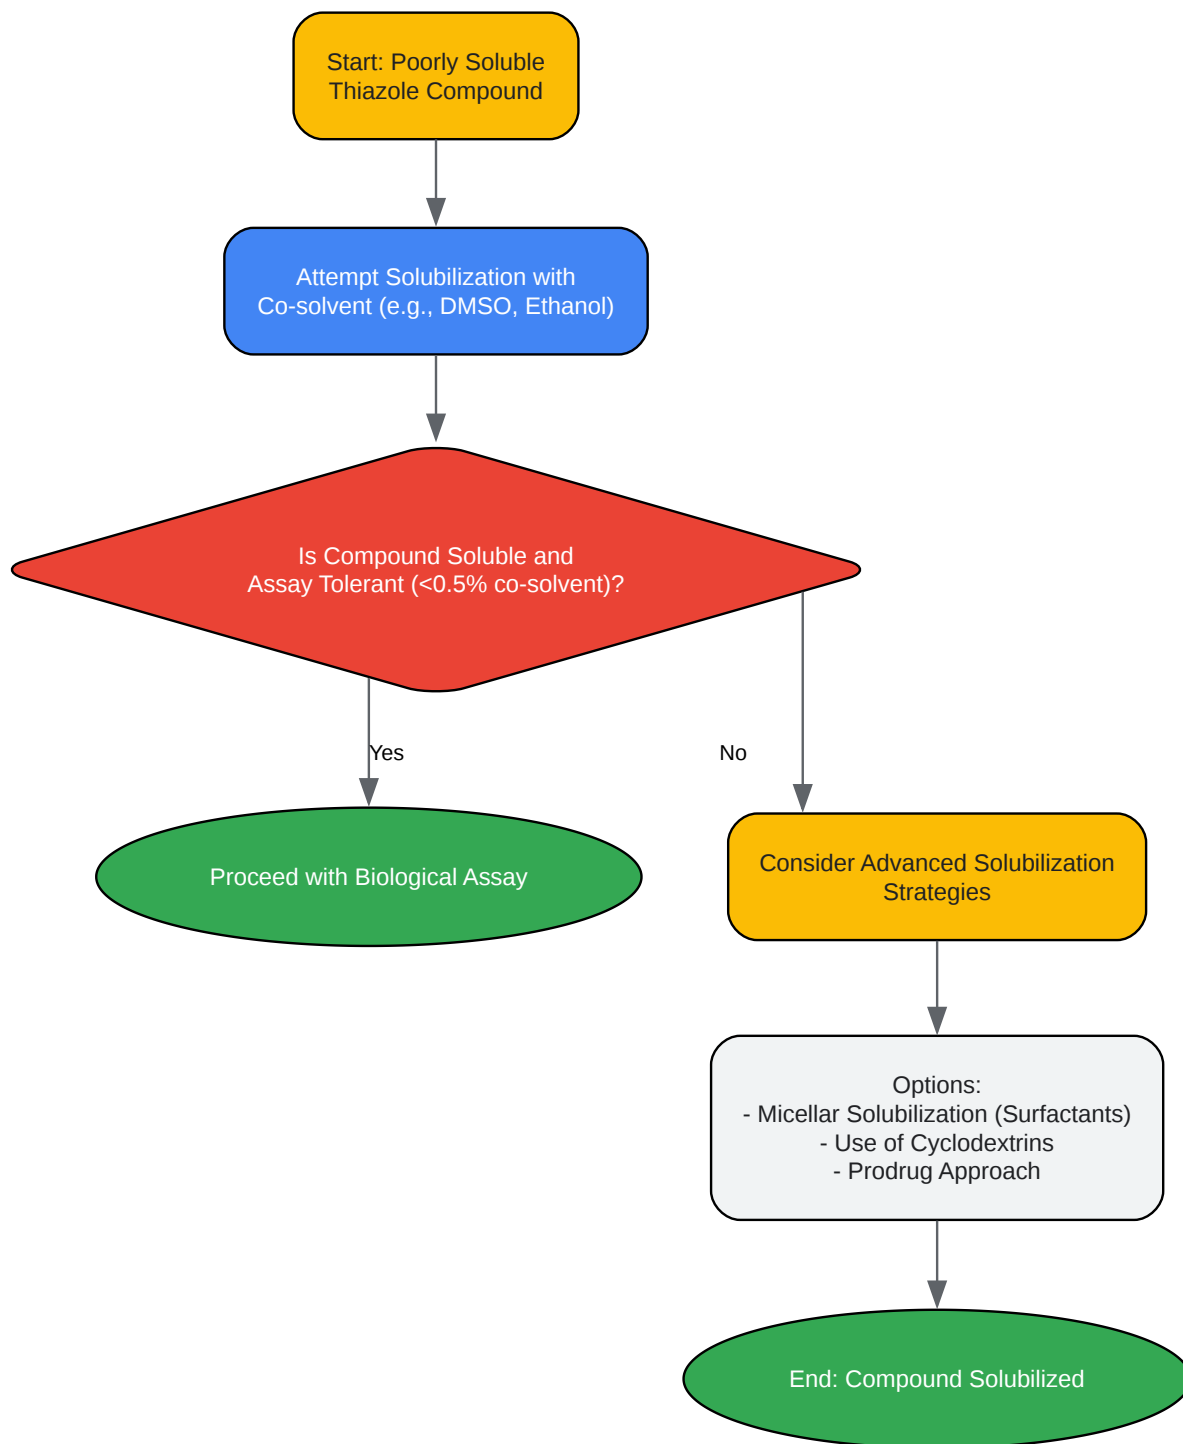 Start: Poorly Soluble
Thiazole Compound
Attempt Solubilization with
Co-solvent (e.g., DMSO, Ethanol)
Is Compound Soluble and
Assay Tolerant (<0.5% co-solvent)?
Yes
No
Proceed with Biological Assay
Consider Advanced Solubilization
Strategies
Options:
- Micellar Solubilization (Surfactants)
- Use of Cyclodextrins
- Prodrug Approach
End: Compound Solubilized